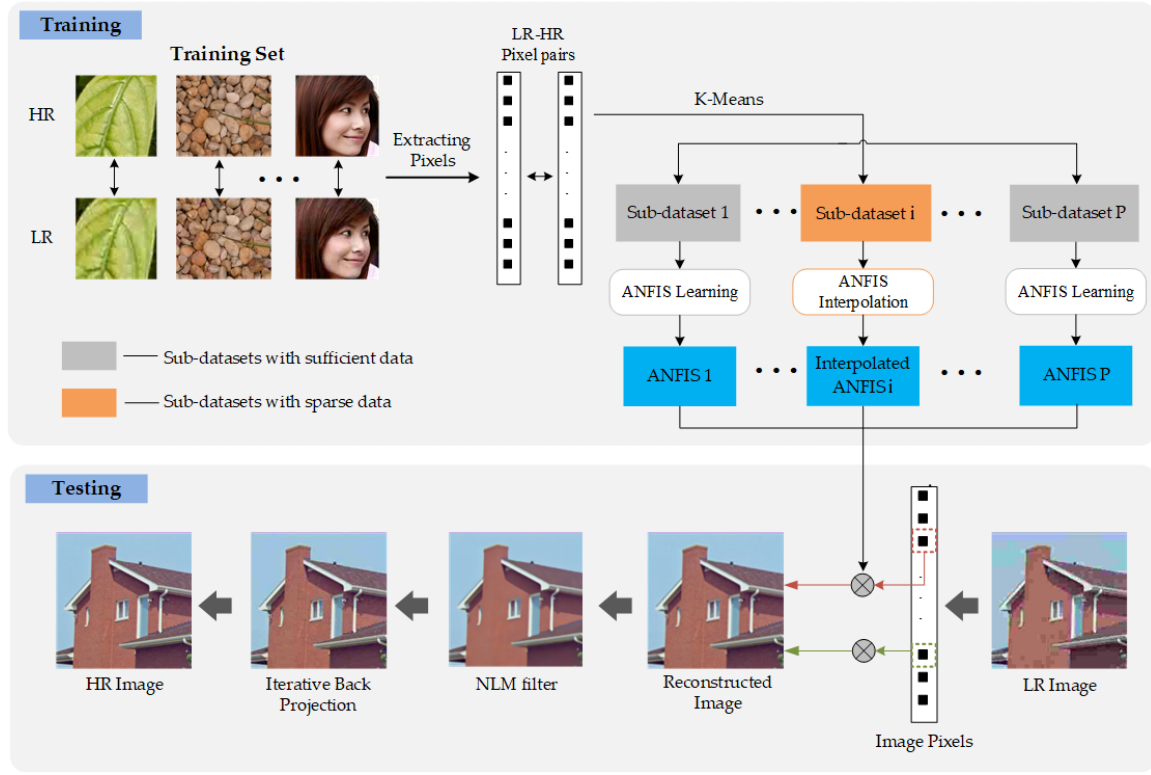 Training
Training Set
HR
LR
Extracting
Pixels
LR-HR
Pixel pairs
K-Means
Sub-dataset 1
Sub-dataset i
Sub-dataset P
ANFIS Learning
ANFIS
Interpolation
ANFIS Learning
ANFIS 1
Interpolated
ANFIS i
ANFIS P
Sub-datasets with sufficient data
Sub-datasets with sparse data
Testing
HR Image
Iterative Back
Projection
NLM filter
Reconstructed
Image
Image Pixels
LR Image